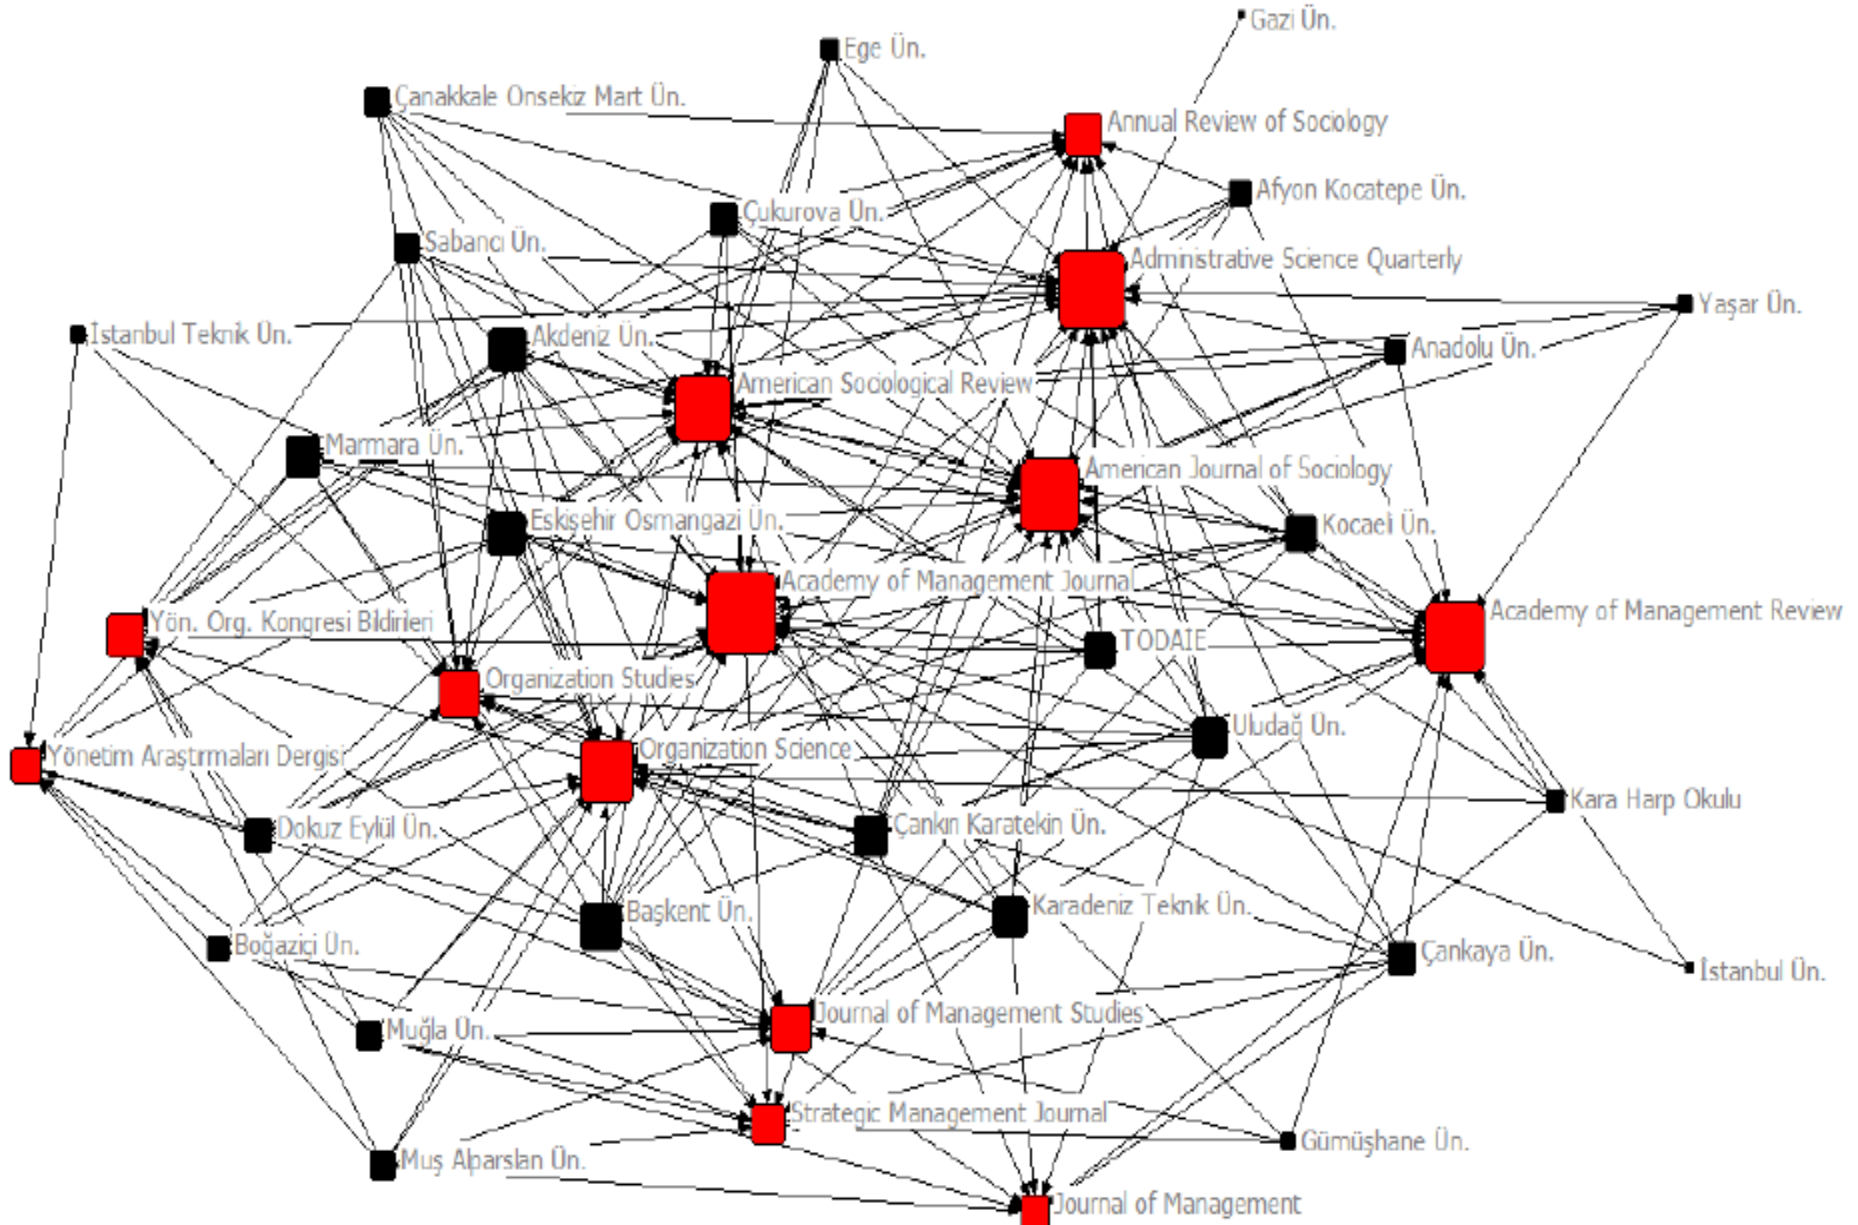 Gazi Ün.
Ege Ün.
Çanakkale Onsekiz Mart Ün.
Annual Review of Sociology
Afyon Kocatepe Ün.
Çukurova Ün.
Sabancı Ün.
Administrative Science Quarterly
Yaşar Ün.
İstanbul Teknik Ün.
Akdeniz Ün.
Anadolu Ün.
American Sociological Review
Marmara Ün.
American Journal of Sociology
Eskişehir Osmangazi Ün.
Kocaeli Ün.
Academy of Management Journal
Academy of Management Review
Yön. Org. Kongresi Bildirileri
TODAIE
Organization Studies
Uludağ Ün.
Organization Science
Yönetim Araştırmaları Dergisi
Kara Harp Okulu
Dokuz Eylül Ün.
Çankırı Karatekin Ün.
Başkent Ün.
Karadeniz Teknik Ün.
Boğaziçi Ün.
Çankaya Ün.
İstanbul Ün.
Journal of Management Studies
Muğla Ün.
Strategic Management Journal
Gümüşhane Ün.
Muş Alparslan Ün.
Journal of Management